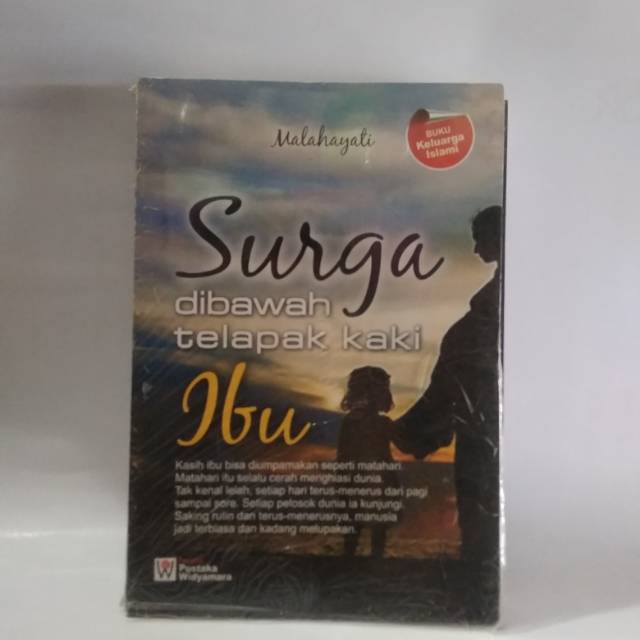 Malahayati
BUKU
Keluarga
Islami
Surga
dibawah
telapak kaki
Ibu
Kasih ibu bisa diumpamakan seperti matahari.
Matahari itu selalu cerah menghiasi dunia.
Tak kenal lelah, setiap hari terus-menerus dari pagi
sampai sore. Setiap pelosok dunia ia kunjungi.
Saking rutin dan terus-menerusnya, manusia
jadi terbiasa dan kadang melupakan.
Pustaka
Widyamara